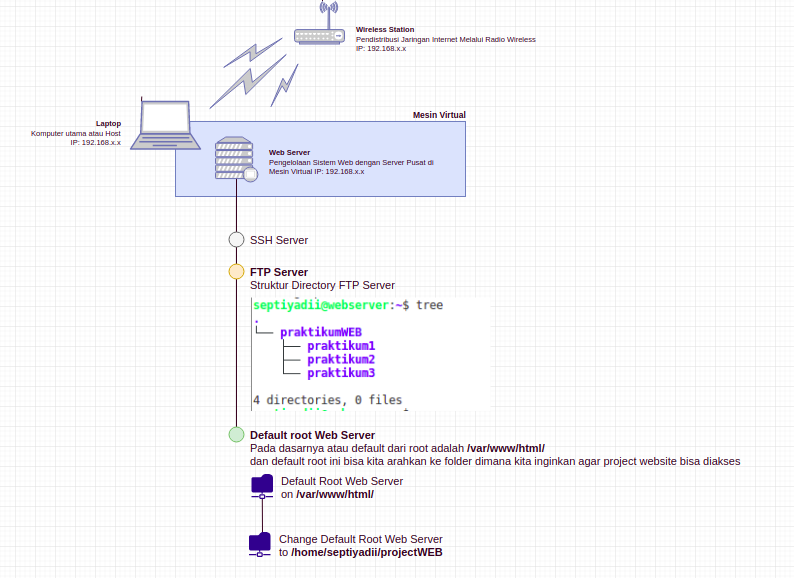 Wireless Station
Pendistribusi Jaringan Internet Melalui Radio Wireless
IP: 192.168.x.x
Mesin Virtual
Laptop
Komputer utama atau Host
IP: 192.168.x.x
Web Server
Pengelolaan Sistem Web dengan Server Pusat di
Mesin Virtual IP: 192.168.x.x
SSH Server
FTP Server
Struktur Directory FTP Server
septiyadii@webserver:~$ tree
.
└── praktikumWEB
├── praktikum1
├── praktikum2
└── praktikum3
4 directories, 0 files
Default root Web Server
Pada dasarnya atau default dari root adalah /var/www/html/
dan default root ini bisa kita arahkan ke folder dimana kita inginkan agar project website bisa diakses
Default Root Web Server
on /var/www/html/
Change Default Root Web Server
to /home/septiyadii/projectWEB